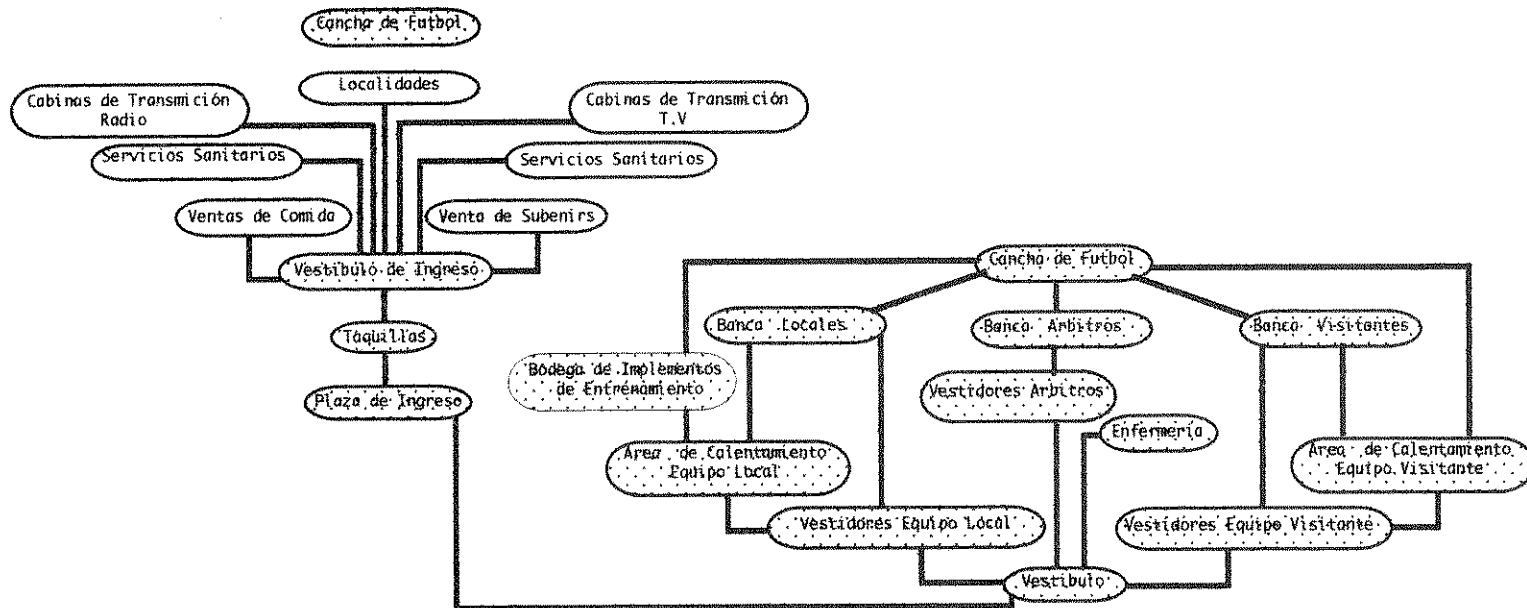 Cancha de Futbol
Localidades
Cabinas de Transmición
Radio
Cabinas de Transmición
T.V
Servicios Sanitarios
Servicios Sanitarios
Ventas de Comida
Venta de Subenirs
Vestibulo de Ingreso
Taquillas
Plaza de Ingreso
Cancha de Futbol
Banca Locales
Banca Arbitros
Banca Visitantes
Bodega de Implementos
de Entrenamiento
Vestidores Arbitros
Enfermería
Area de Calentamiento
Equipo Local
Area de Calentamiento
Equipo Visitante
Vestidores Equipo Local
Vestidores Equipo Visitante
Vestibulo